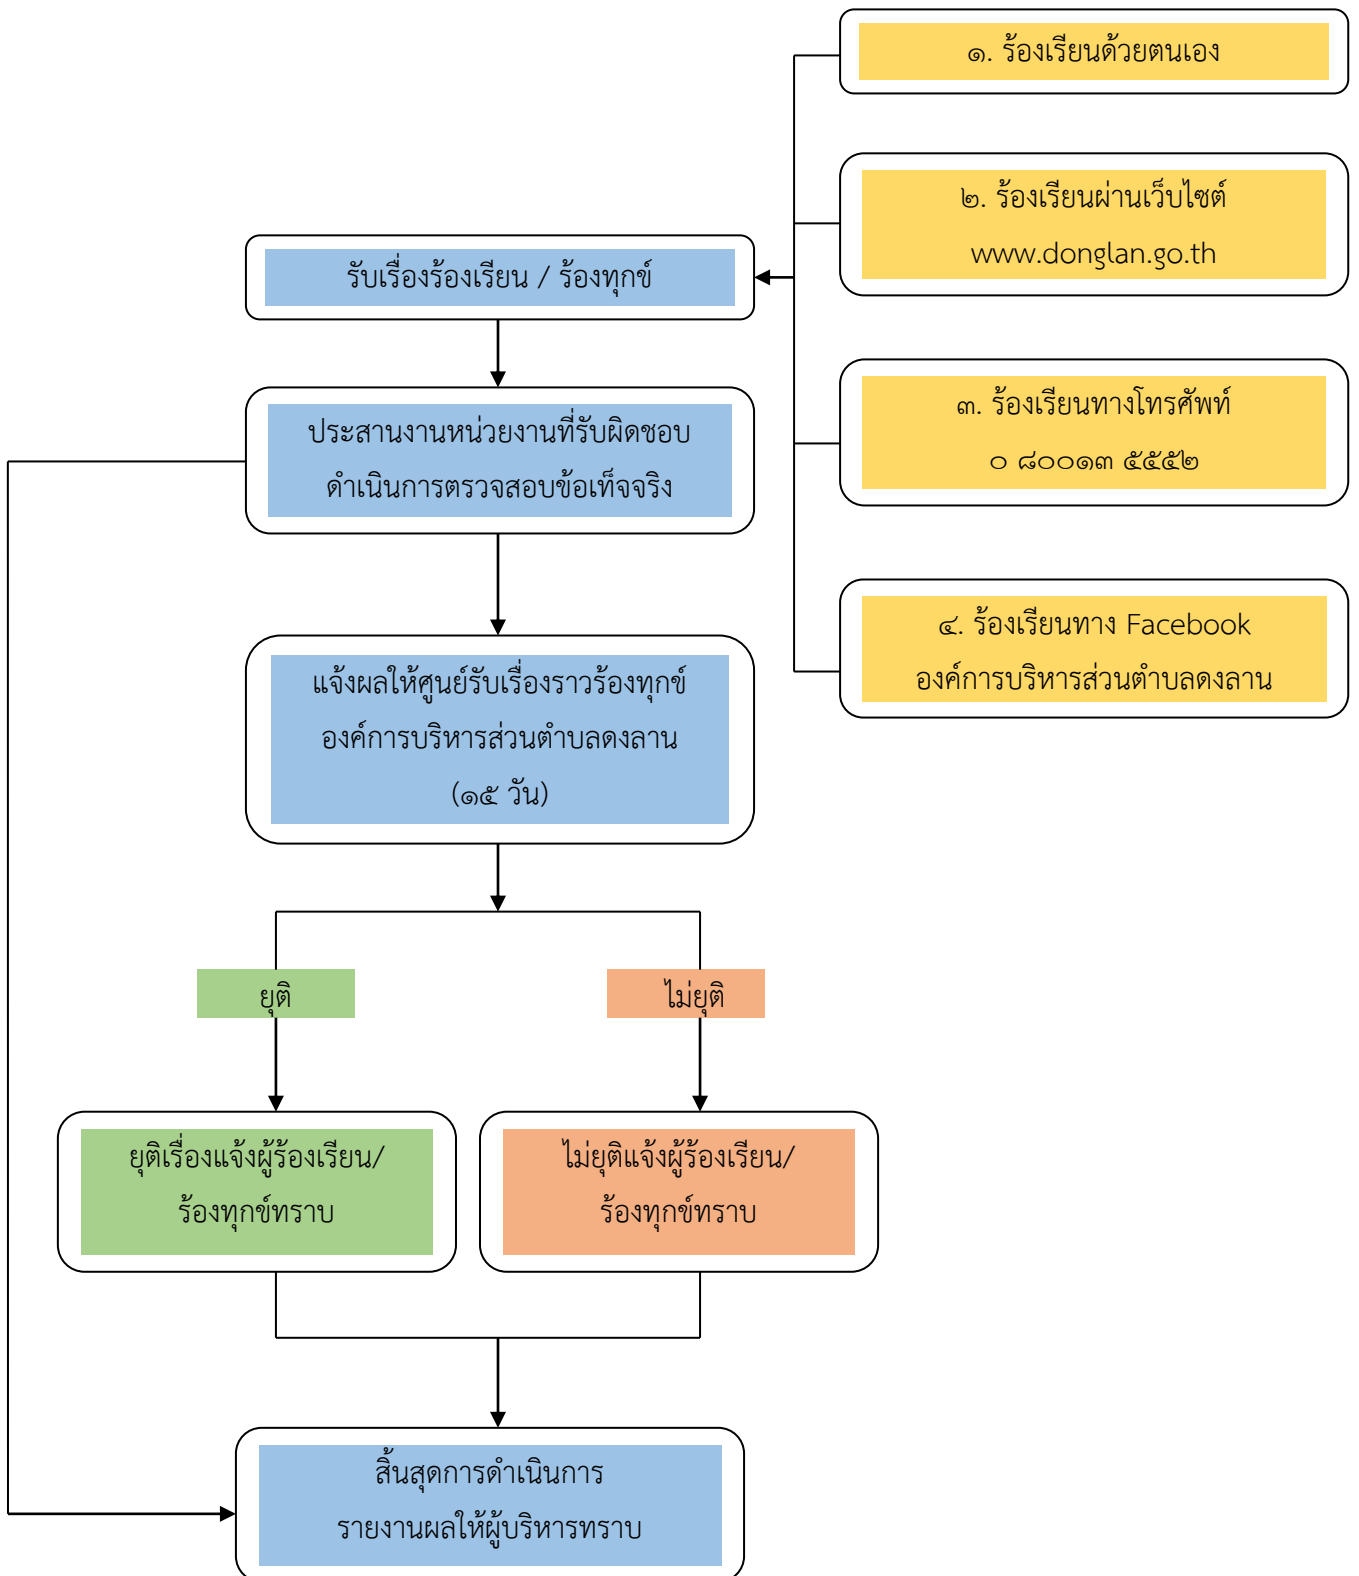 ๑. ร้องเรียนด้วยตนเอง
๒. ร้องเรียนผ่านเว็บไซต์
www.donglan.go.th
รับเรื่องร้องเรียน / ร้องทุกข์
๓. ร้องเรียนทางโทรศัพท์
๐ ๘๐๐๑๓ ๕๕๕๒
ประสานงานหน่วยงานที่รับผิดชอบ
ดำเนินการตรวจสอบข้อเท็จจริง
๔. ร้องเรียนทาง Facebook
องค์การบริหารส่วนตำบลดงลาน
แจ้งผลให้ศูนย์รับเรื่องราวร้องทุกข์
องค์การบริหารส่วนตำบลดงลาน
(๑๕ วัน)
ยุติ
ไม่ยุติ
ยุติเรื่องแจ้งผู้ร้องเรียน/
ร้องทุกข์ทราบ
ไม่ยุติแจ้งผู้ร้องเรียน/
ร้องทุกข์ทราบ
สิ้นสุดการดำเนินการ
รายงานผลให้ผู้บริหารทราบ